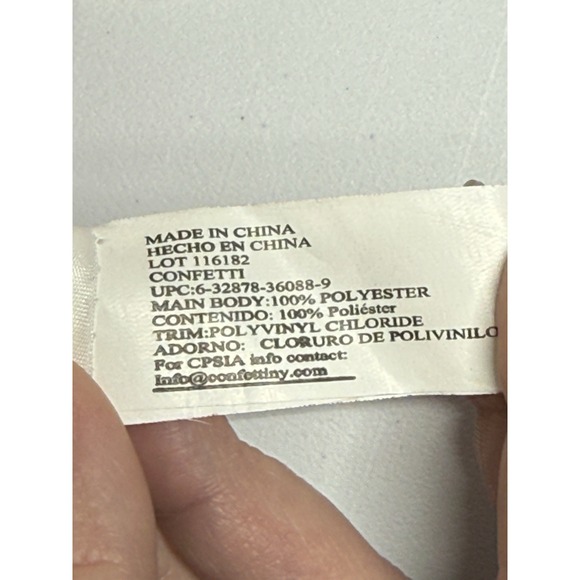 MADE IN CHINA
HECHO EN CHINA
LOT 116182
CONFETTI
UPC:6-32878-36088-9
MAIN BODY:100% POLYESTER
CONTENIDO: 100% Poliéster
TRIM:POLYVINYL CHLORIDE
ADORNO: CLORURO DE POLIVINILO
For CPSIA info contact:
Info@confettiny.com